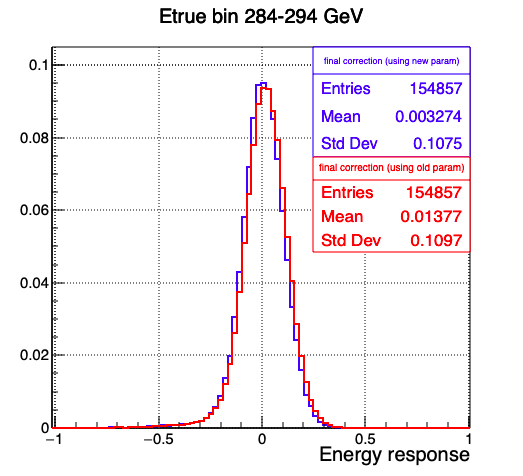 Etrue bin 284-294 GeV
final correction (using new param)
Entries 154857
Mean 0.003274
Std Dev 0.1075
final correction (using old param)
Entries 154857
Mean 0.01377
Std Dev 0.1097
0.1
0.08
0.06
0.04
0.02
0
−1 −0.5 0 0.5 1
Energy response